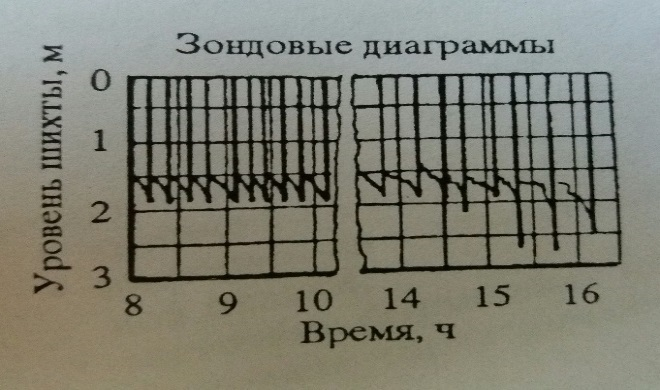 Зондовые диаграммы
Уровень шихты, м
0
1
2
3
8 9 10 14 15 16
Время, ч